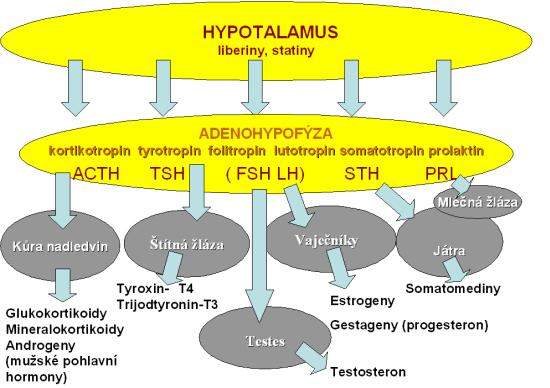 HYPOTALAMUS
liberiny, statiny
ADENOHYPOFÝZA
kortikotropin tyrotropin folitropin lutotropin somatotropin prolaktin
ACTH TSH ( FSH LH) STH PRL
Mlečná žláza
Kůra nadledvin
Štítná žláza
Vaječníky
Játra
Tyroxin- T4
Trijodtyronin-T3
Somatomediny
Estrogeny
Gestageny (progesteron)
Glukokortikoidy
Mineralokortikoidy
Androgeny
(mužské pohlavní
hormony)
Testes
Testosteron